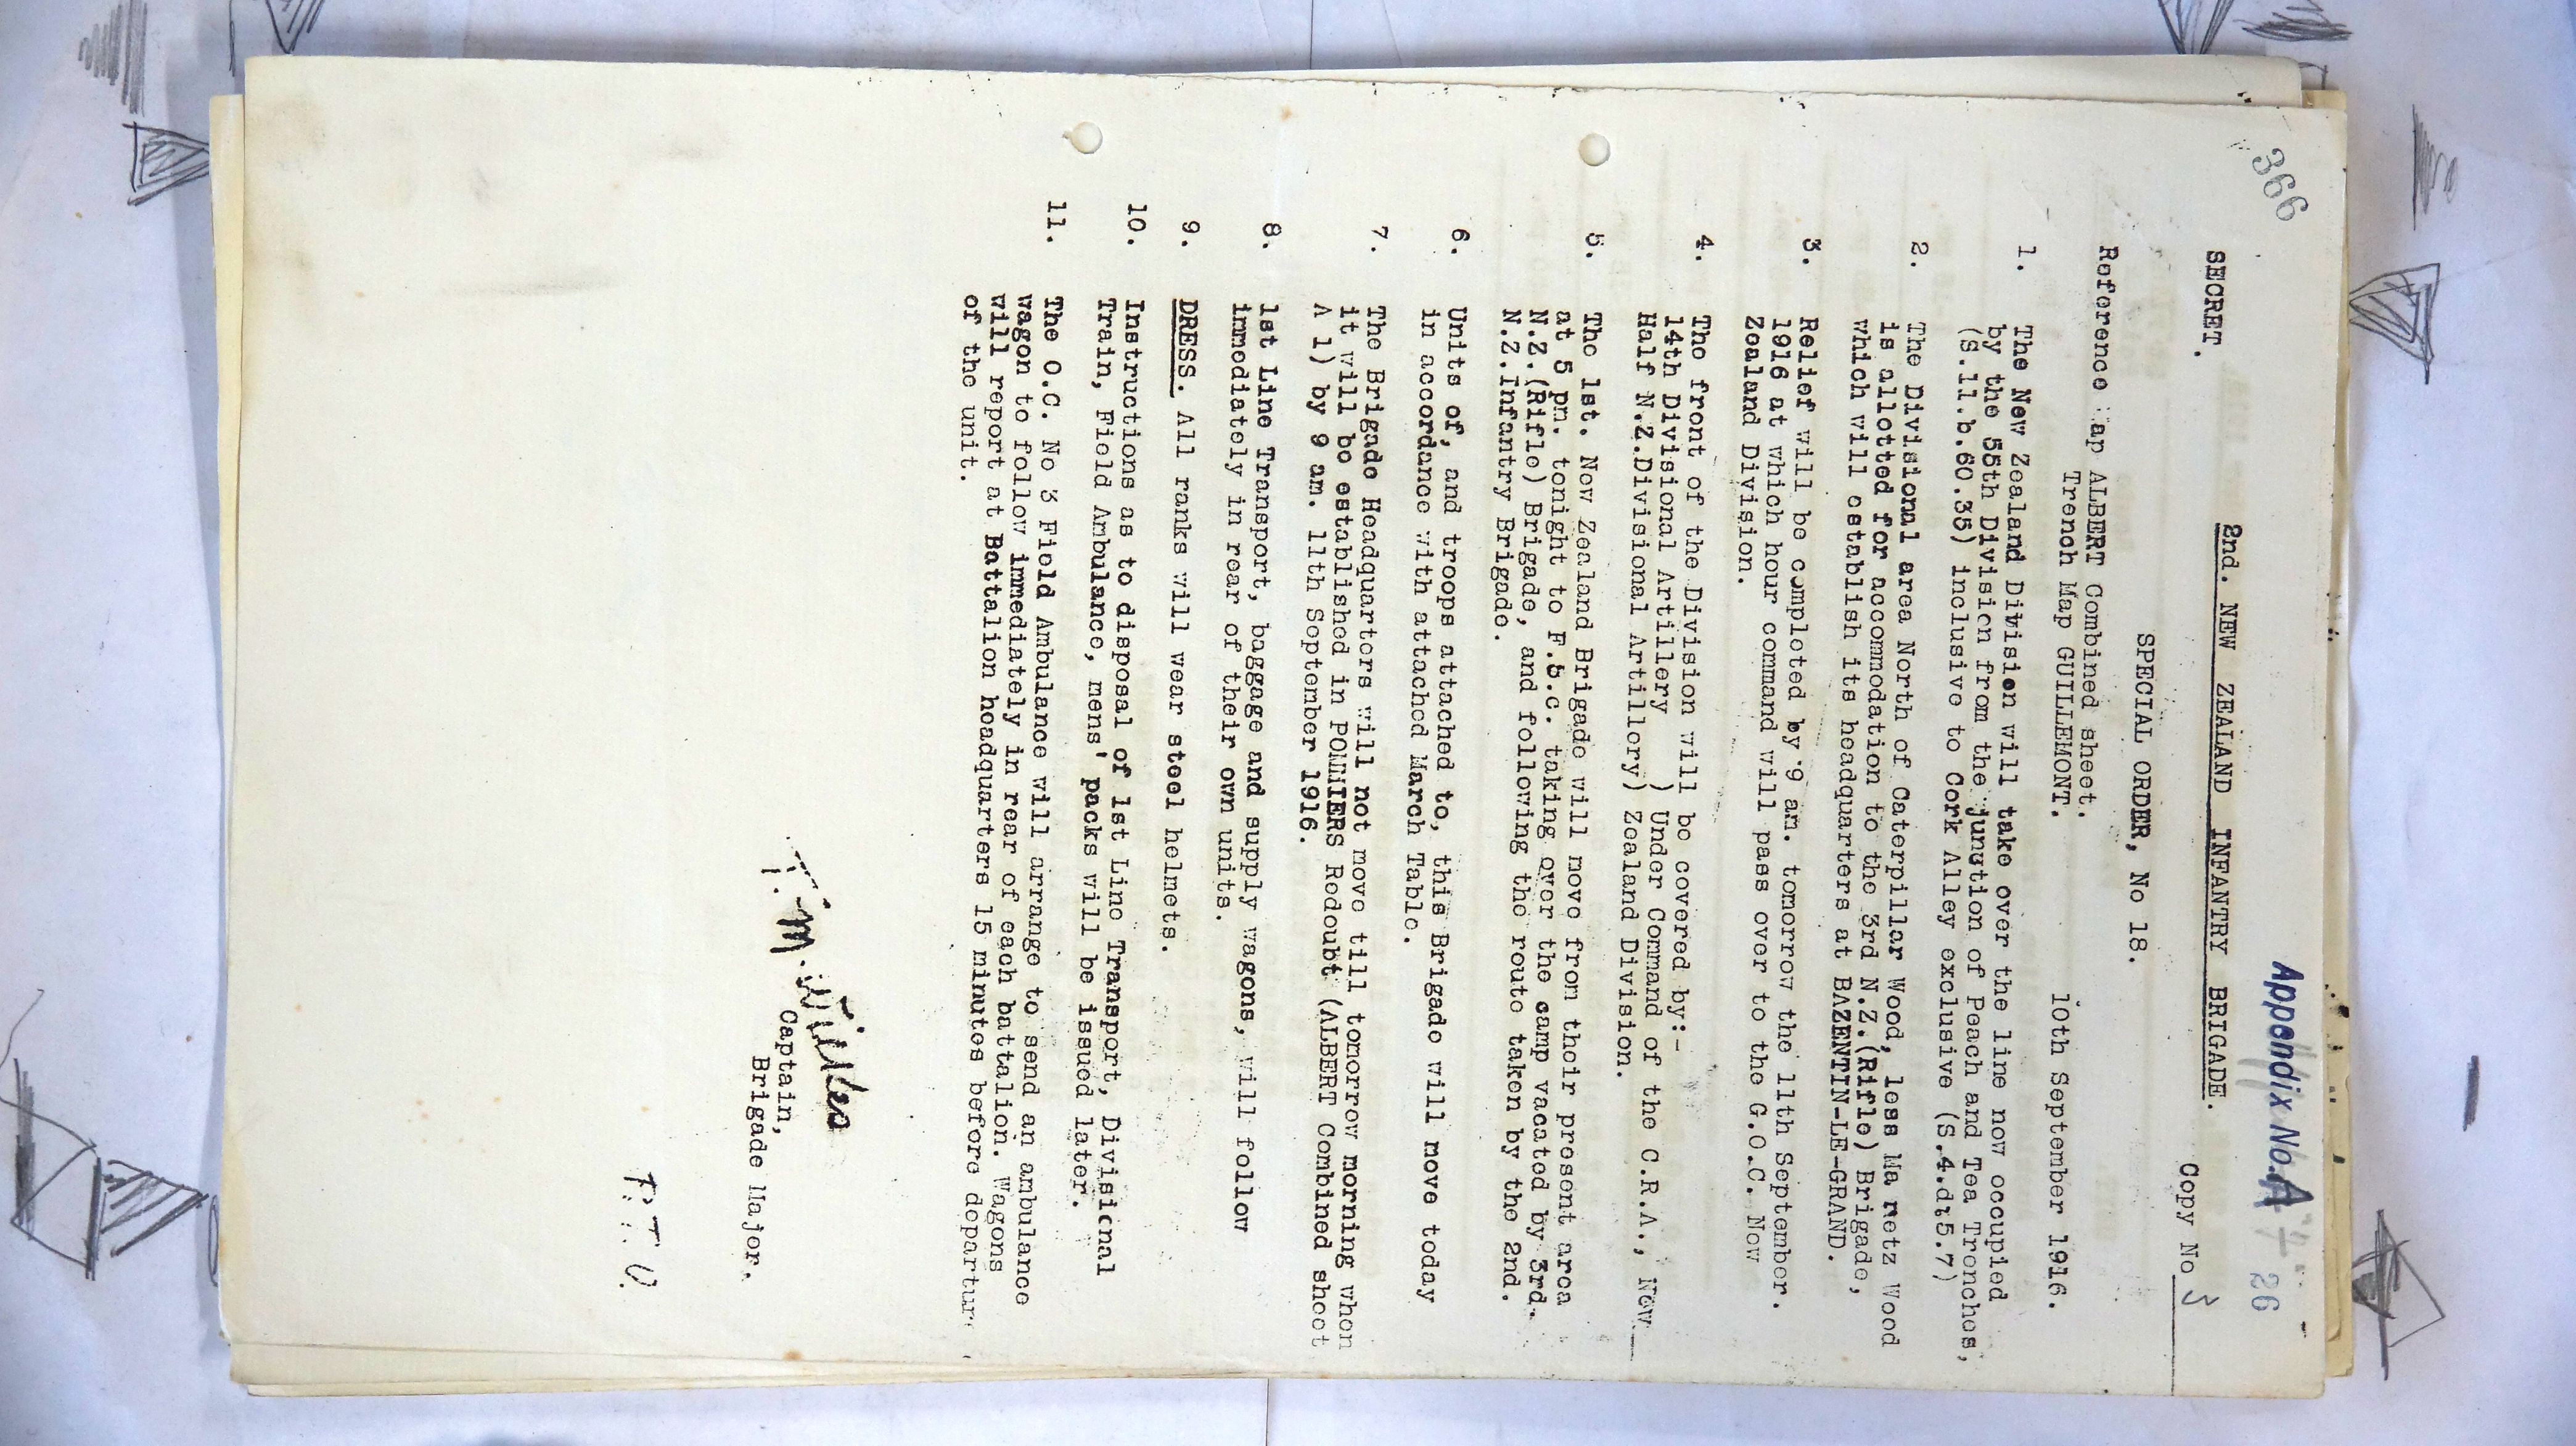 366
Appendix No. A
26
2nd. NEW ZEALAND INFANTRY BRIGADE.
SECRET.
Copy No 3
SPECIAL ORDER, No 18.
Reference Map ALBERT Combined sheet.
Trench Map GUILLEMONT.
10th September 1916.
1. The New Zealand Division will take over the line now occupied
by the 55th Division from the junction of Peach and Tea Trenches,
(S.11.b.60.35) inclusive to Cork Alley exclusive (S.4.d.5.7)
2. The Divisional area North of Caterpillar Wood, less Mametz Wood
is allotted for accommodation to the 3rd N.Z.(Rifle) Brigade,
which will establish its headquarters at BAZENTIN-LE-GRAND.
3. Relief will be completed by 9 am. tomorrow the 11th September.
1916 at which hour command will pass over to the G.O.C. New
Zealand Division.
4. The front of the Division will be covered by:-
14th Divisional Artillery ) Under Command of the C.R.A., New
Half N.Z.Divisional Artillery) Zealand Division.
5. The 1st. New Zealand Brigade will move from their present area
at 5 pm. tonight to F.5.c. taking over the camp vacated by 3rd.
N.Z.(Rifle) Brigade, and following the route taken by the 2nd.
N.Z.Infantry Brigade.
6. Units of, and troops attached to, this Brigade will move today
in accordance with attached March Table.
7. The Brigade Headquarters will not move till tomorrow morning when
it will be established in POMMIERS Redoubt (ALBERT Combined sheet
A 1) by 9 am. 11th September 1916.
8. 1st Line Transport, baggage and supply wagons, will follow
immediately in rear of their own units.
9. DRESS. All ranks will wear steel helmets.
10. Instructions as to disposal of 1st Line Transport, Divisional
Train, Field Ambulance, mens' packs will be issued later.
11. The O.C. No 3 Field Ambulance will arrange to send an ambulance
wagon to follow immediately in rear of each battalion. Wagons
will report at Battalion headquarters 15 minutes before departure
of the unit.
Captain,
Brigade Major.
P.T.O.